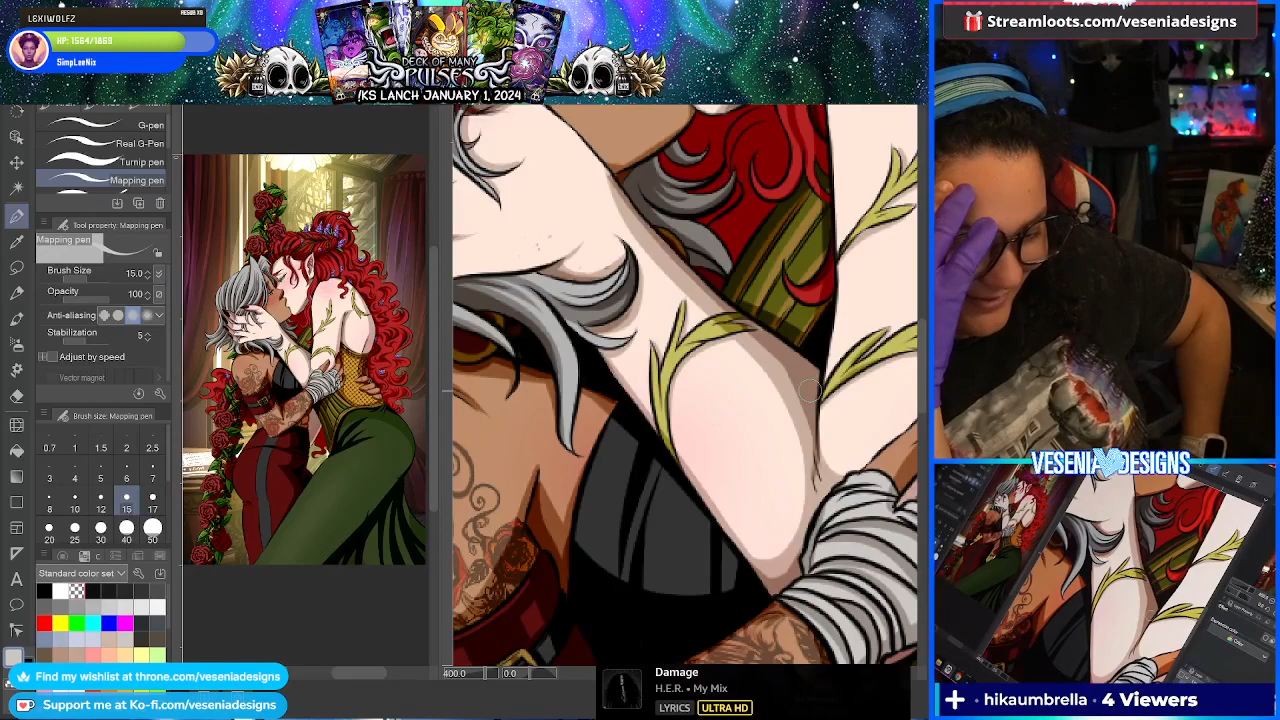 LEXIWOLFZ
HP: 1564/1869
SimpLeeNix
DECK OF MANY
PULSES
!KS LANCH JANUARY 1, 2024
Streamloots.com/veseniadesigns
G-pen
Real G-Pen
Turnip pen
Mapping pen
Tool property: Mapping pen
Mapping pen
Brush Size 15.0
Opacity 100
Anti-aliasing
Stabilization 5
Adjust by speed
Vector magnet
Brush size: Mapping pen
0.7 1 1.5 2 2.5
3 4 5 6 7
8 10 12 15 17
20 25 30 40 50
Standard color set
400.0 0.0
Find my wishlist at throne.com/veseniadesigns
Support me at Ko-fi.com/veseniadesigns
Damage
H.E.R. • My Mix
LYRICS ULTRA HD
VESENIA DESIGNS
hikaumbrella - 4 Viewers